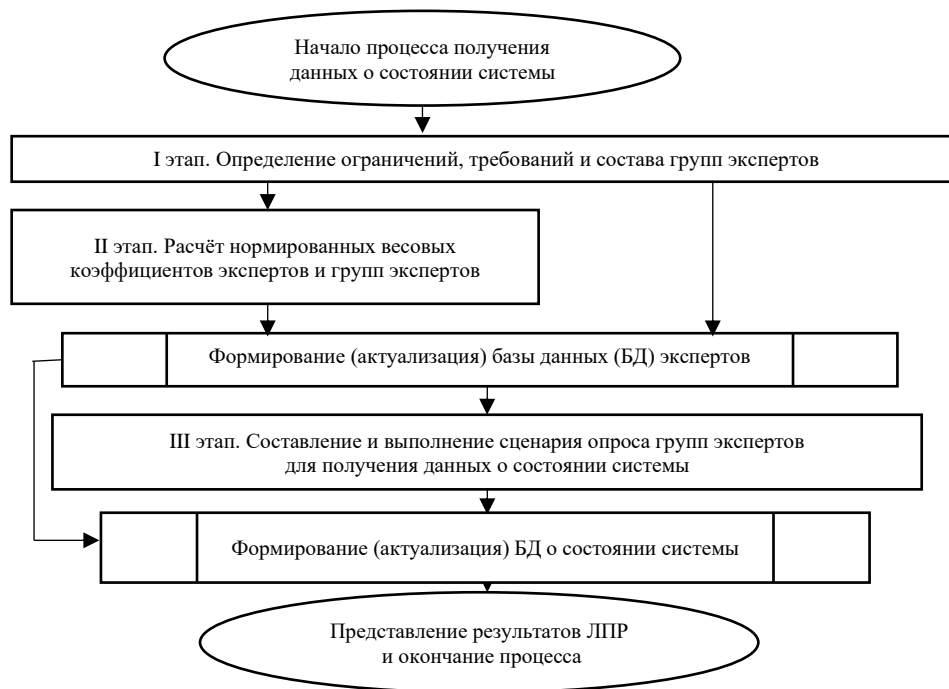 Начало процесса получения
данных о состоянии системы
I этап. Определение ограничений, требований и состава групп экспертов
II этап. Расчёт нормированных весовых
коэффициентов экспертов и групп экспертов
Формирование (актуализация) базы данных (БД) экспертов
III этап. Составление и выполнение сценария опроса групп экспертов
для получения данных о состоянии системы
Формирование (актуализация) БД о состоянии системы
Представление результатов ЛПР
и окончание процесса